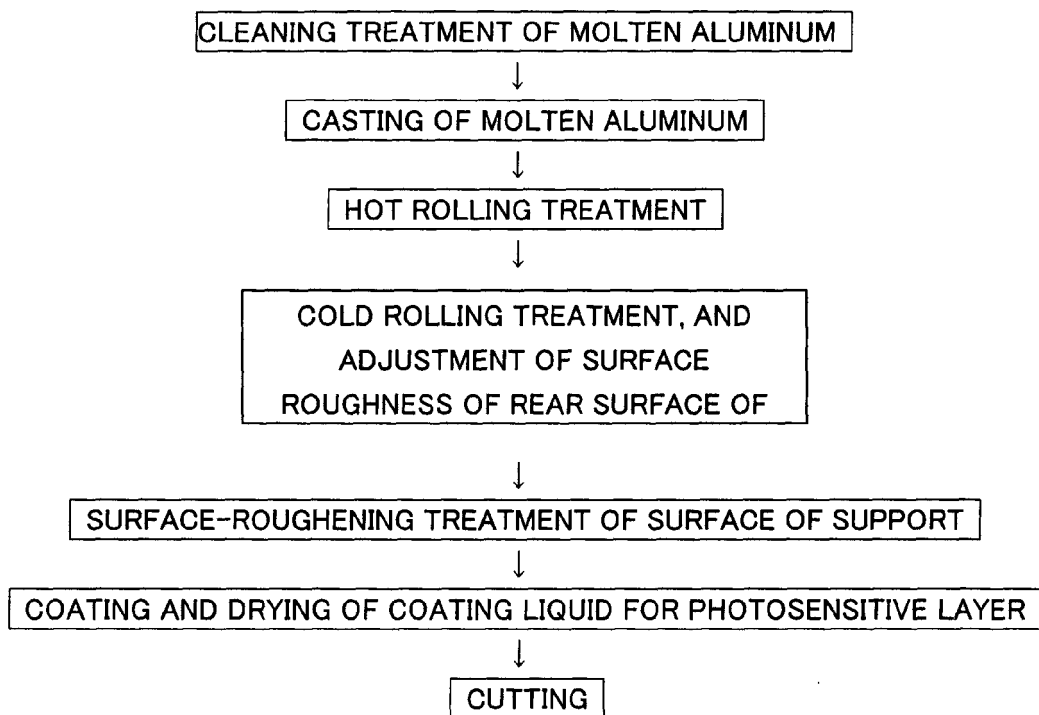 CLEANING TREATMENT OF MOLTEN ALUMINUM
↓
CASTING OF MOLTEN ALUMINUM
↓
HOT ROLLING TREATMENT
↓
COLD ROLLING TREATMENT, AND
ADJUSTMENT OF SURFACE
ROUGHNESS OF REAR SURFACE OF
↓
SURFACE-ROUGHENING TREATMENT OF SURFACE OF SUPPORT
↓
COATING AND DRYING OF COATING LIQUID FOR PHOTOSENSITIVE LAYER
↓
CUTTING